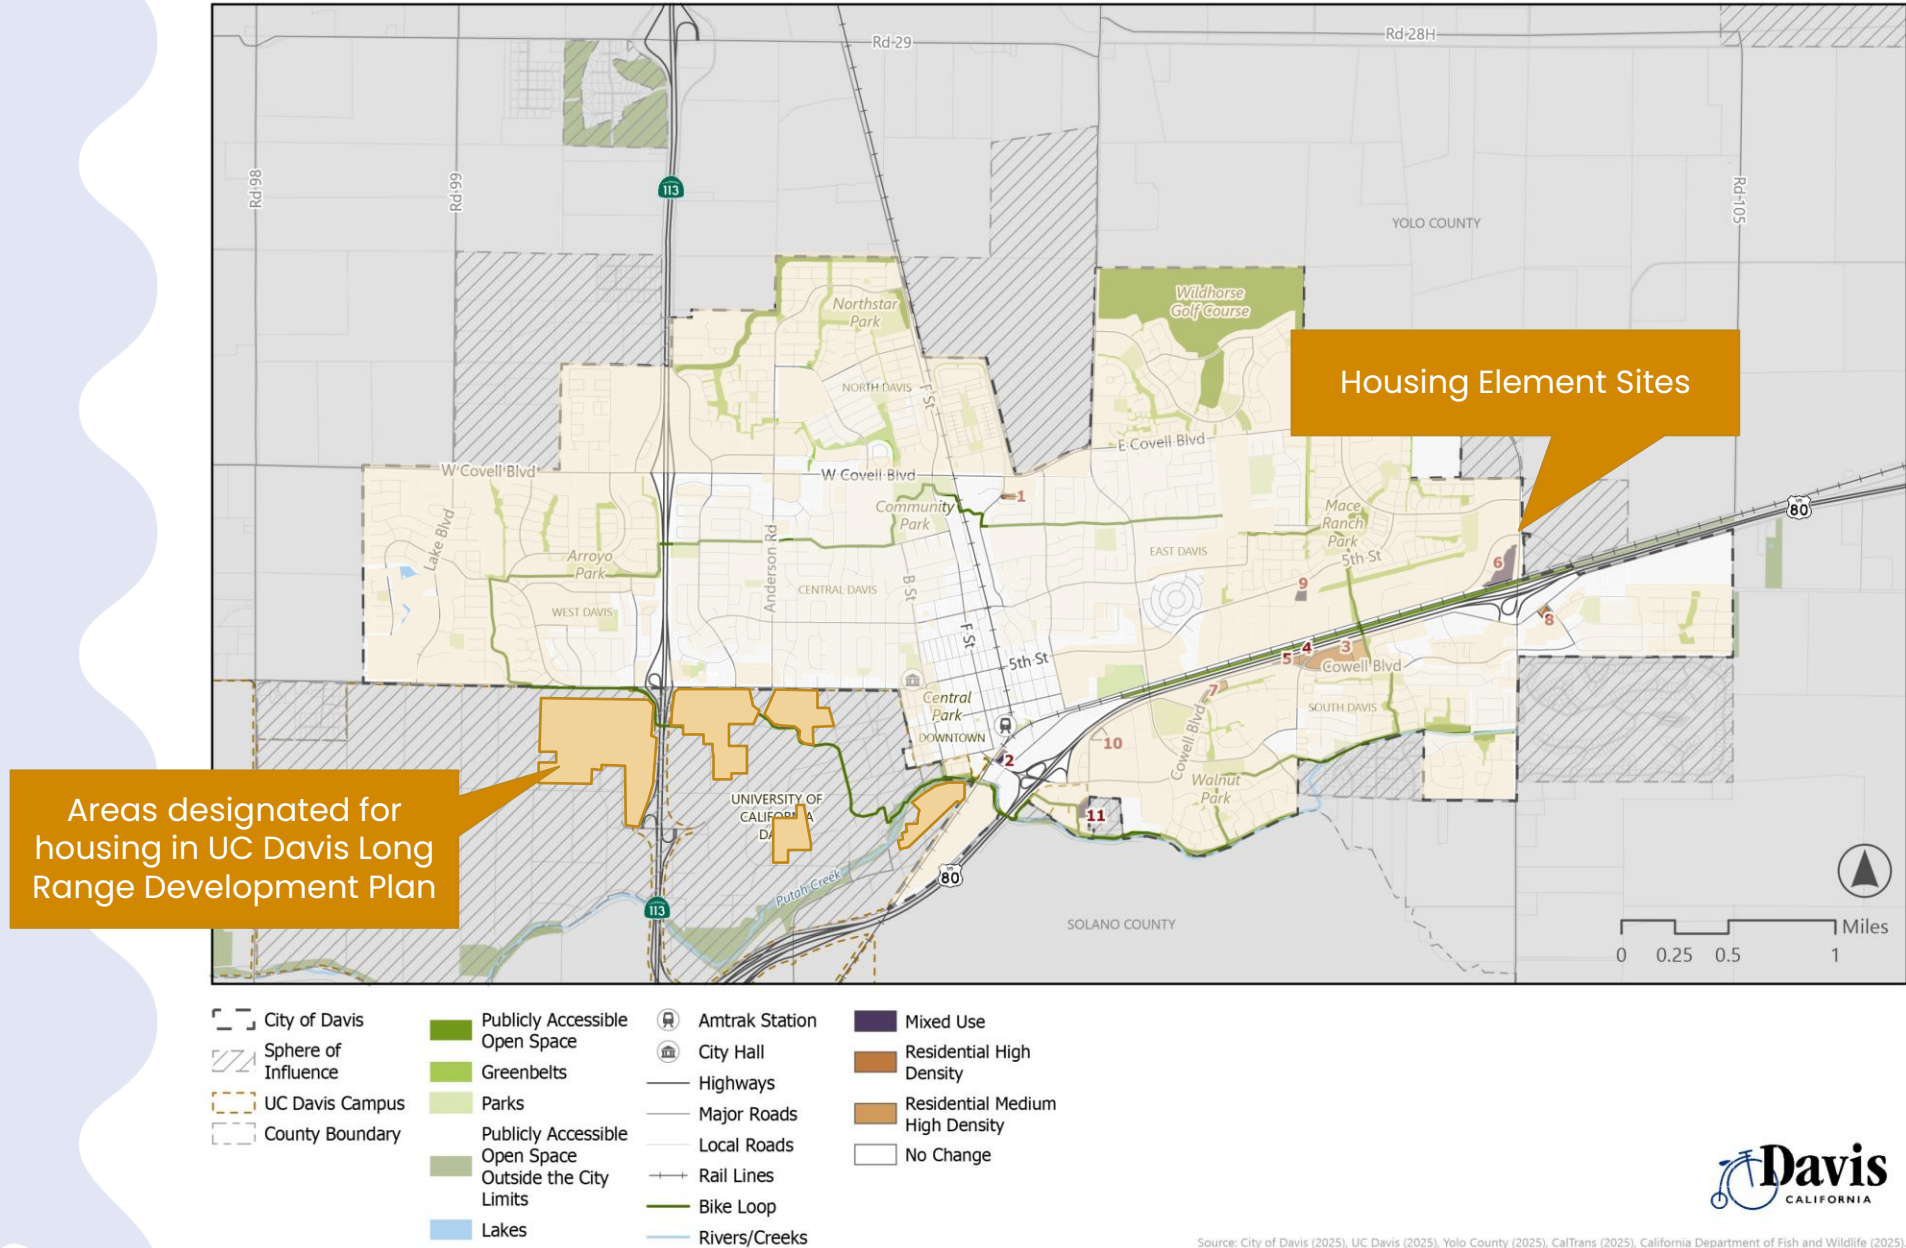 Rd-29
Rd-28H
Rd-98
Rd-99
113
Rd-105
YOLO COUNTY
Northstar
Park
Wildhorse
Golf Course
Housing Element Sites
NORTH DAVIS
F St
E Covell Blvd
W Covell Blvd
W Covell Blvd
Community
Park
1
Mace
Ranch
Park
80
Lake Blvd
Arroyo
Park
Anderson Rd
EAST DAVIS
5th St
6
CENTRAL DAVIS
B St
9
WEST DAVIS
F St
8
5th St
5
4
3
Cowell Blvd
7
Central
Park
DOWNTOWN
SOUTH DAVIS
Cowell Blvd
10
2
Walnut
Park
11
UNIVERSITY OF
CALIFORNIA
DA
Areas designated for
housing in UC Davis Long
Range Development Plan
Putah Creek
80
113
SOLANO COUNTY
Miles
0 0.25 0.5 1
City of Davis
Sphere of
Influence
UC Davis Campus
County Boundary
Publicly Accessible
Open Space
Greenbelts
Parks
Publicly Accessible
Open Space
Outside the City
Limits
Lakes
Amtrak Station
City Hall
Highways
Major Roads
Local Roads
Rail Lines
Bike Loop
Rivers/Creeks
Mixed Use
Residential High
Density
Residential Medium
High Density
No Change
Davis
CALIFORNIA
Source: City of Davis (2025), UC Davis (2025), Yolo County (2025), CalTrans (2025), California Department of Fish and Wildlife (2025).